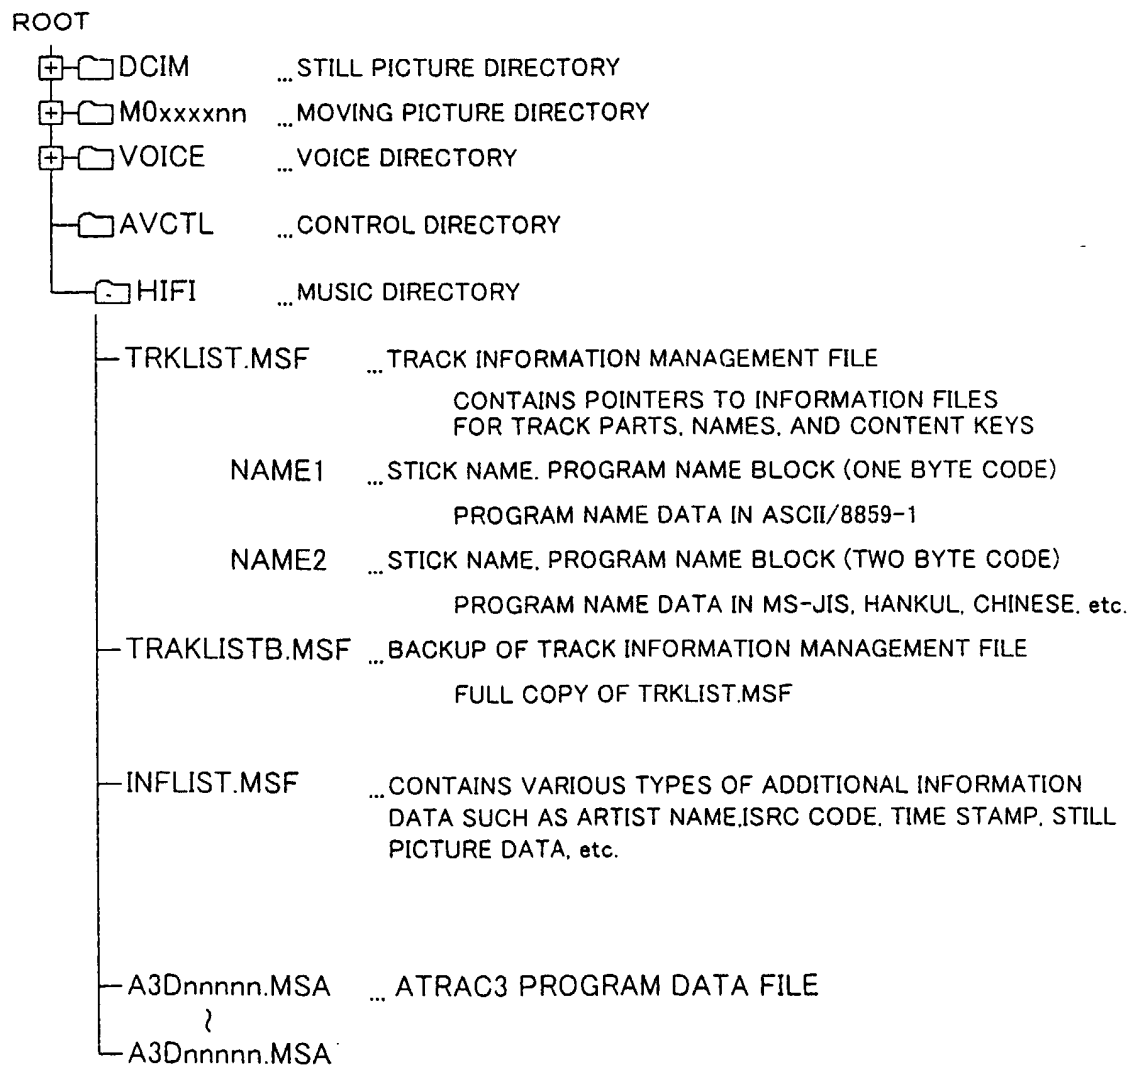 ROOT
DCIM ... STILL PICTURE DIRECTORY
M0xxxxnn ... MOVING PICTURE DIRECTORY
VOICE ... VOICE DIRECTORY
AVCTL ... CONTROL DIRECTORY
HIFI ... MUSIC DIRECTORY
TRKLIST.MSF ... TRACK INFORMATION MANAGEMENT FILE
CONTAINS POINTERS TO INFORMATION FILES
FOR TRACK PARTS, NAMES, AND CONTENT KEYS
NAME1 ... STICK NAME. PROGRAM NAME BLOCK (ONE BYTE CODE)
PROGRAM NAME DATA IN ASCII/8859-1
NAME2 ... STICK NAME, PROGRAM NAME BLOCK (TWO BYTE CODE)
PROGRAM NAME DATA IN MS-JIS, HANKUL, CHINESE, etc.
TRAKLISTB.MSF ... BACKUP OF TRACK INFORMATION MANAGEMENT FILE
FULL COPY OF TRKLIST.MSF
INFLIST.MSF ... CONTAINS VARIOUS TYPES OF ADDITIONAL INFORMATION
DATA SUCH AS ARTIST NAME,ISRC CODE, TIME STAMP, STILL
PICTURE DATA, etc.
A3Dnnnnn.MSA ... ATRAC3 PROGRAM DATA FILE
~
A3Dnnnnn.MSA